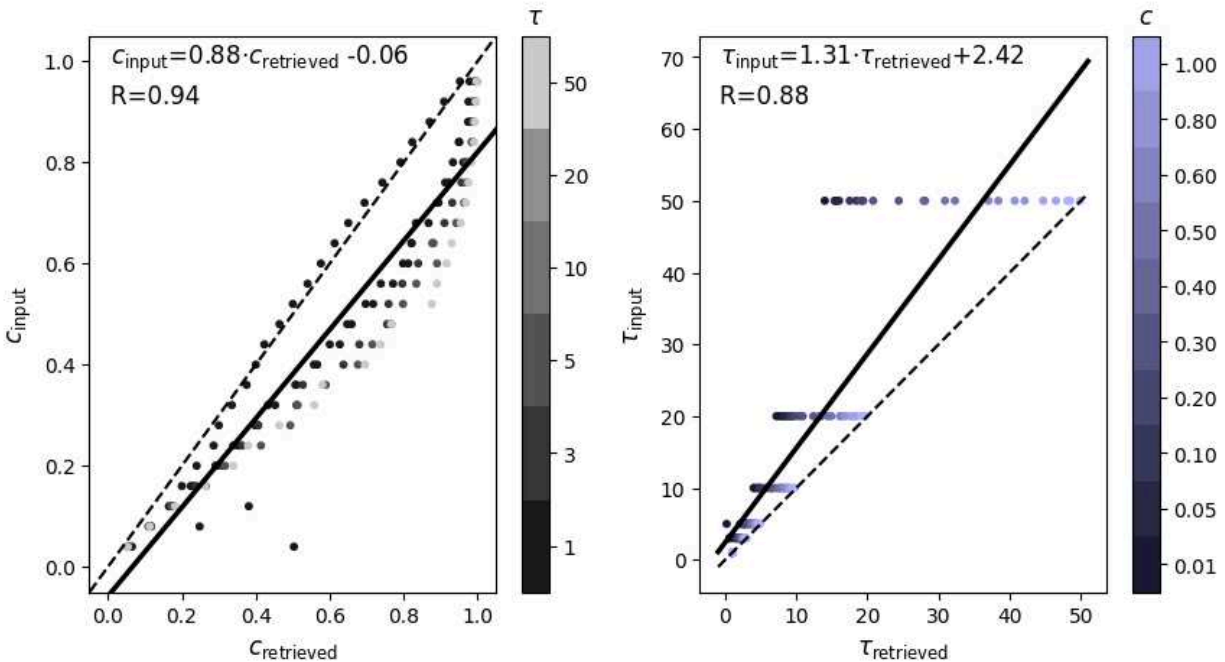 τ
c_input=0.88·c_retrieved -0.06
R=0.94
1.0
0.8
0.6
0.4
0.2
0.0
c_input
0.0 0.2 0.4 0.6 0.8 1.0
c_retrieved
50
20
10
5
3
1
c
τ_input=1.31·τ_retrieved+2.42
R=0.88
70
60
50
40
30
20
10
0
τ_input
0 10 20 30 40 50
τ_retrieved
1.00
0.80
0.60
0.50
0.40
0.30
0.20
0.10
0.05
0.01